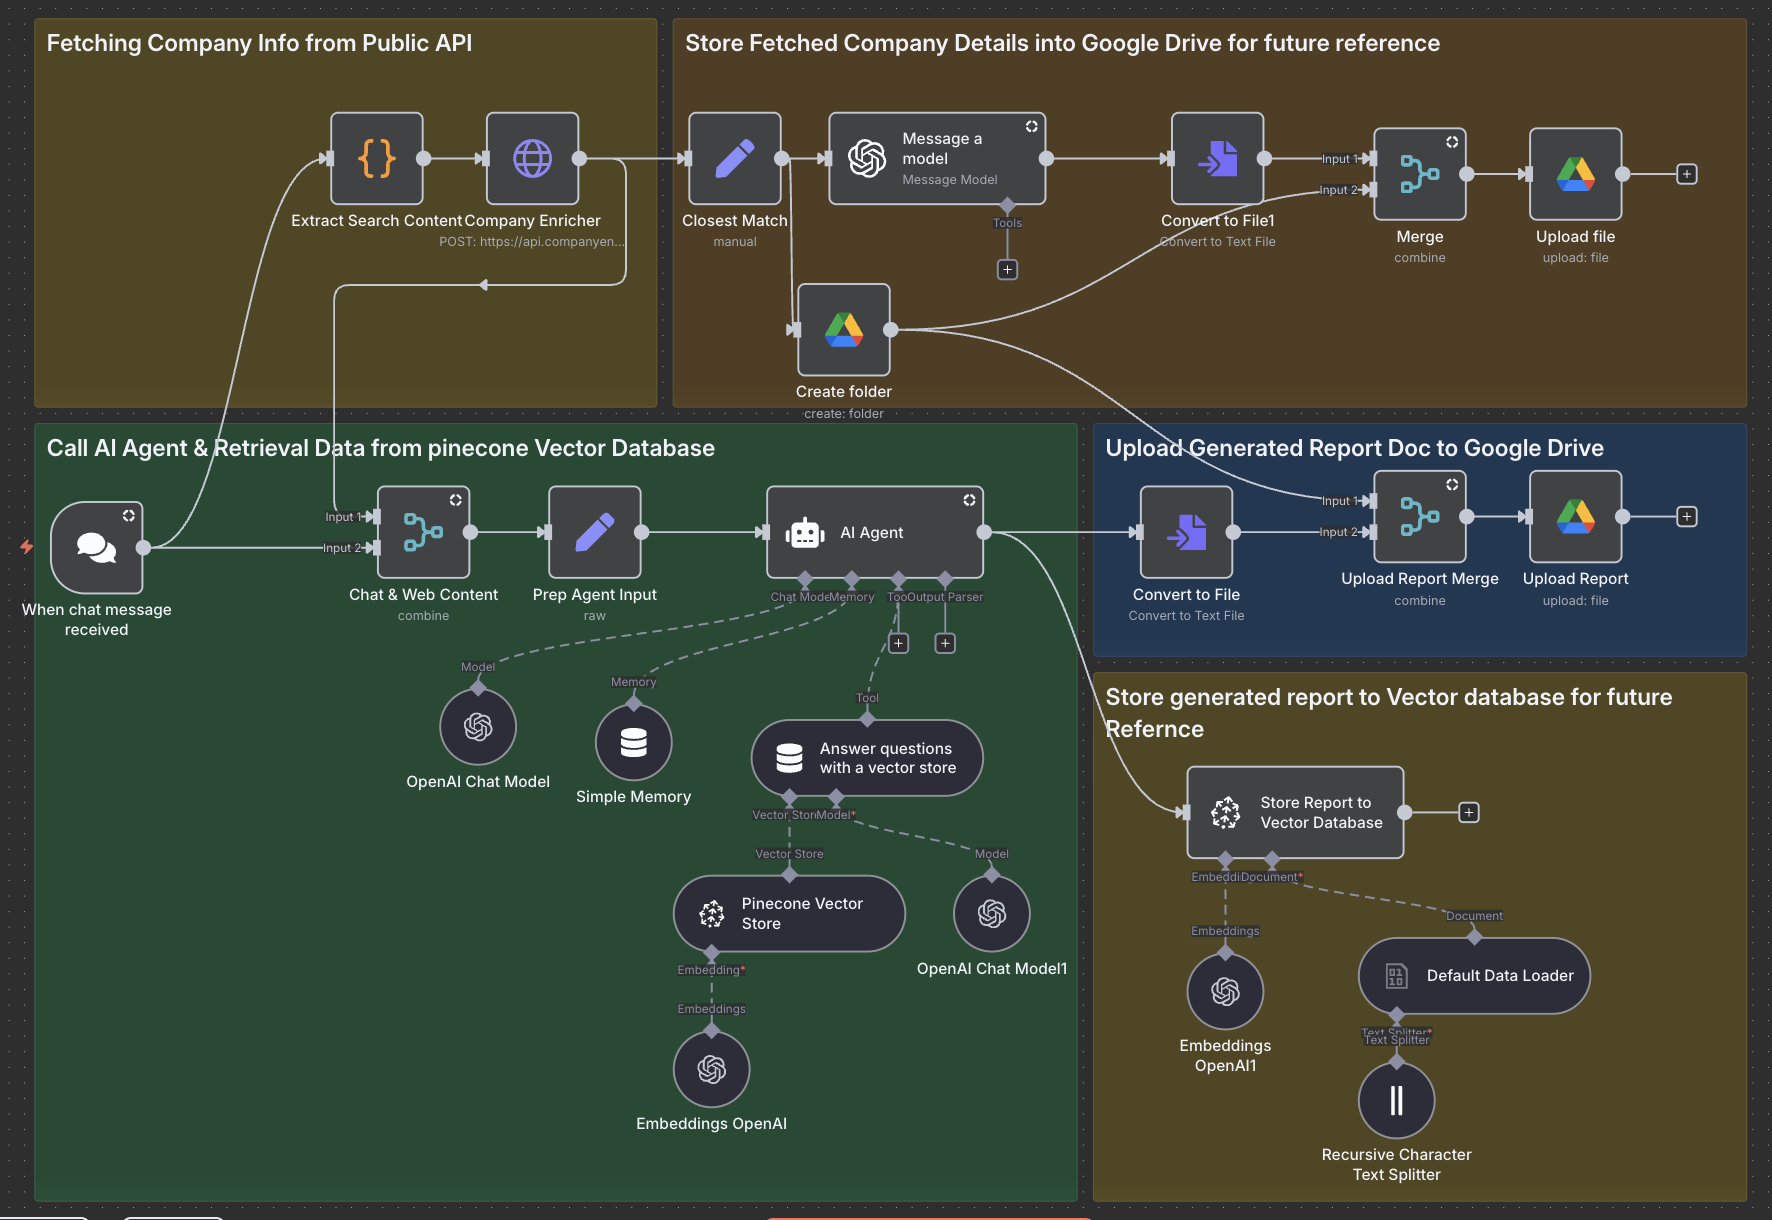 Fetching Company Info from Public API
Extract Search Content
Company Enricher
POST: https://api.companyen...
Store Fetched Company Details into Google Drive for future reference
Closest Match
manual
Message a
model
Message Model
Tools
Convert to File1
Convert to Text File
Input 1
Input 2
Merge
combine
Upload file
upload: file
Create folder
create: folder
Call AI Agent & Retrieval Data from pinecone Vector Database
When chat message
received
Input 1
Input 2
Chat & Web Content
combine
Prep Agent Input
raw
AI Agent
Chat Mode
Memory
Too
Output Parser
Model
OpenAI Chat Model
Memory
Simple Memory
Tool
Answer questions
with a vector store
Vector Stor
Model*
Vector Store
Pinecone Vector
Store
Model
OpenAI Chat Model1
Embedding*
Embeddings
Embeddings OpenAI
Upload Generated Report Doc to Google Drive
Convert to File
Convert to Text File
Input 1
Input 2
Upload Report Merge
combine
Upload Report
upload: file
Store generated report to Vector database for future
Refernce
Store Report to
Vector Database
Embeddi
Document*
Embeddings
Embeddings
OpenAI1
Document
Default Data Loader
Text Splitter*
Text Splitter
Recursive Character
Text Splitter